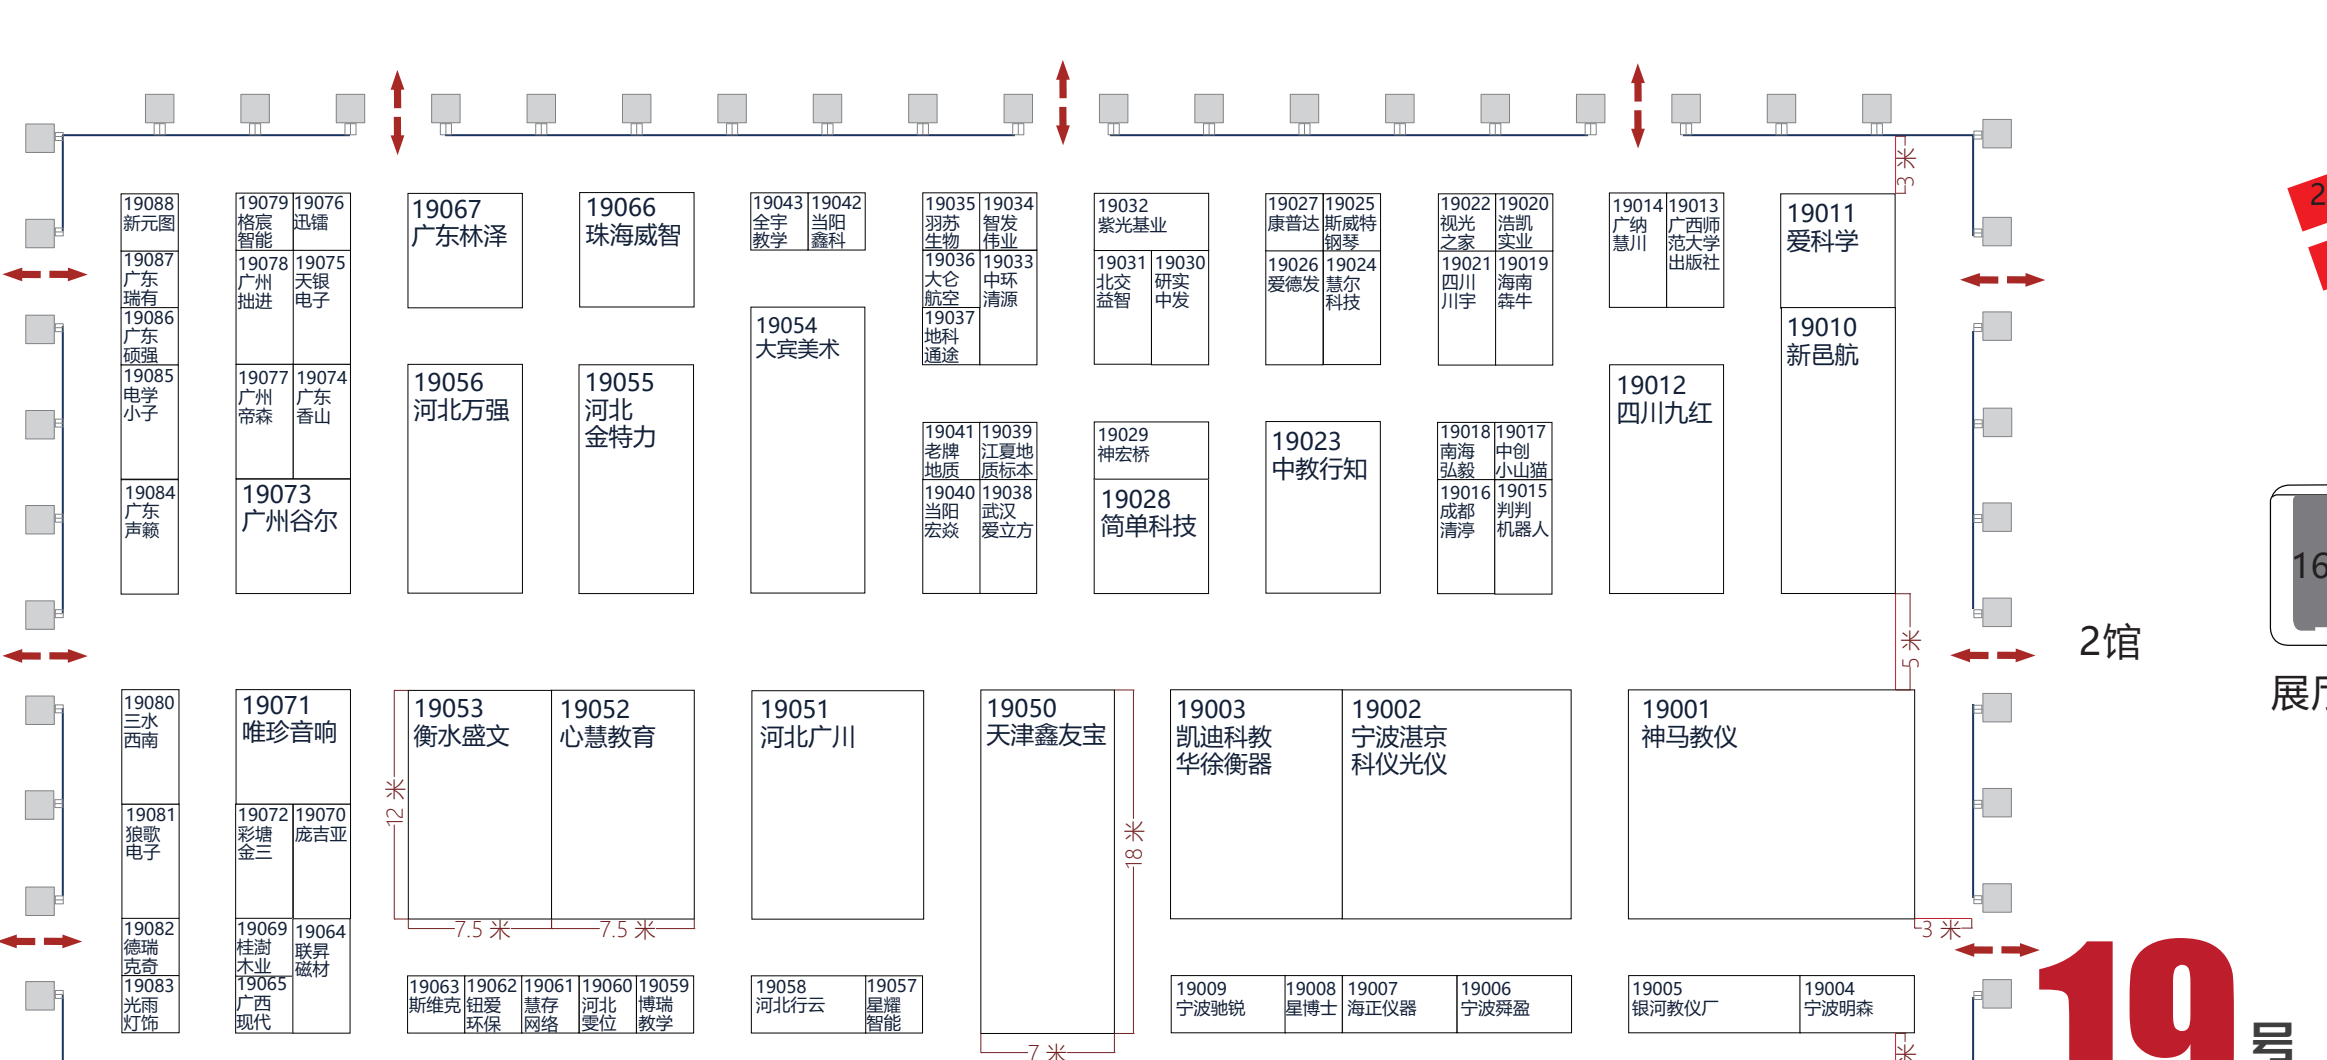 3 米
19088
新元图
19087
广东
瑞有
19086
广东
硕强
19085
电学
小子
19084
广东
声籁
19079
格宸
智能
19076
迅镭
19078
广州
拙进
19075
天银
电子
19077
广州
帝森
19074
广东
香山
19073
广州谷尔
19067
广东林泽
19056
河北万强
19066
珠海威智
19055
河北
金特力
19043
全宇
教学
19042
当阳
鑫科
19054
大宾美术
19035
羽苏
生物
19034
智发
伟业
19036
大仑
航空
19033
中环
清源
19037
地科
通途
19041
老牌
地质
19039
江夏地
质标本
19040
当阳
宏焱
19038
武汉
爱立方
19032
紫光基业
19031
北交
益智
19030
研实
中发
19029
神宏桥
19028
简单科技
19027
康普达
19025
斯威特
钢琴
19026
爱德发
19024
慧尔
科技
19023
中教行知
19022
视光
之家
19020
浩凯
实业
19021
四川
川宇
19019
海南
犇牛
19018
南海
弘毅
19017
中创
小山猫
19016
成都
清渟
19015
判判
机器人
19014
广纳
慧川
19013
广西师
范大学
出版社
19012
四川九红
19011
爱科学
19010
新邑航
5 米
2馆
2
16
19080
三水
西南
19081
狼歌
电子
19082
德瑞
克奇
19083
光雨
灯饰
19071
唯珍音响
19072
彩塘
金三
19070
庞吉亚
19069
桂澍
木业
19064
联昇
磁材
19065
广西
现代
12 米
19053
衡水盛文
19052
心慧教育
7.5 米
7.5 米
19063
斯维克
19062
钮爱
环保
19061
慧存
网络
19060
河北
雯位
19059
博瑞
教学
19051
河北广川
19058
河北行云
19057
星耀
智能
19050
天津鑫友宝
18 米
7 米
19003
凯迪科教
华徐衡器
19002
宁波湛京
科仪光仪
19001
神马教仪
3 米
19009
宁波驰锐
19008
星博士
19007
海正仪器
19006
宁波舜盈
19005
银河教仪厂
19004
宁波明森
米
19
号